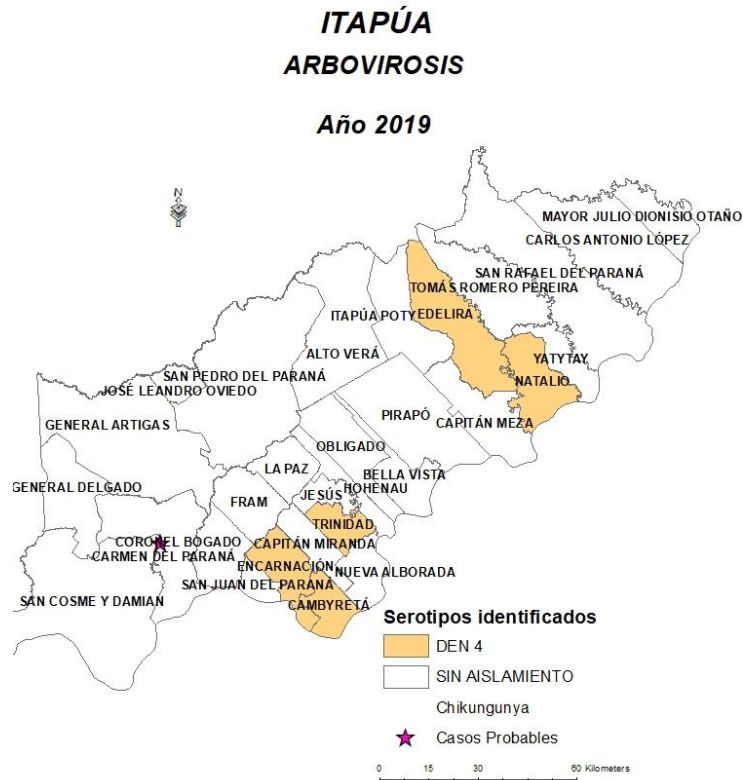 ITAPÚA
ARBOVIROSIS
Año 2019
N
MAYOR JULIO DIONISIO OTAÑO
CARLOS ANTONIO LÓPEZ
SAN RAFAEL DEL PARANÁ
TOMÁS ROMERO PEREIRA
ITAPÚA POTY
EDELIRA
ALTO VERÁ
YATYTAY
NATALIO
SAN PEDRO DEL PARANÁ
JOSÉ LEANDRO OVIEDO
PIRAPÓ
CAPITÁN MEZA
GENERAL ARTIGAS
OBLIGADO
LA PAZ
BELLA VISTA
GENERAL DELGADO
JESÚS
HOHENAU
FRAM
TRINIDAD
CORONEL BOGADO
CAPITÁN MIRANDA
CARMEN DEL PARANÁ
ENCARNACIÓN
NUEVA ALBORADA
SAN JUAN DEL PARANÁ
SAN COSME Y DAMIAN
CAMBYRETÁ
Serotipos identificados
DEN 4
SIN AISLAMIENTO
Chikungunya
Casos Probables
0 15 30 60 Kilometers